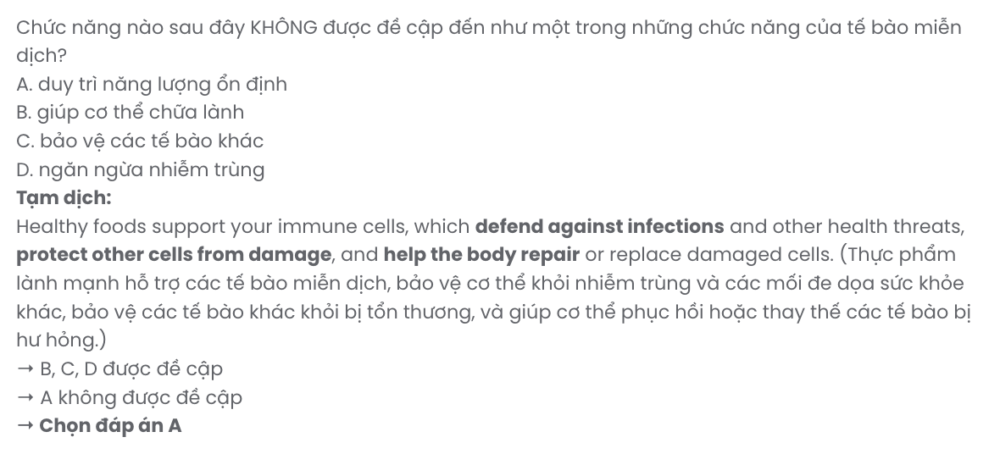 Chức năng nào sau đây KHÔNG được đề cập đến như một trong những chức năng của tế bào miễn
dịch?
A. duy trì năng lượng ổn định
B. giúp cơ thể chữa lành
C. bảo vệ các tế bào khác
D. ngăn ngừa nhiễm trùng
Tạm dịch:
Healthy foods support your immune cells, which defend against infections and other health threats,
protect other cells from damage, and help the body repair or replace damaged cells. (Thực phẩm
lành mạnh hỗ trợ các tế bào miễn dịch, bảo vệ cơ thể khỏi nhiễm trùng và các mối đe dọa sức khỏe
khác, bảo vệ các tế bào khác khỏi bị tổn thương, và giúp cơ thể phục hồi hoặc thay thế các tế bào bị
hư hỏng.)
→ B, C, D được đề cập
→ A không được đề cập
→ Chọn đáp án A